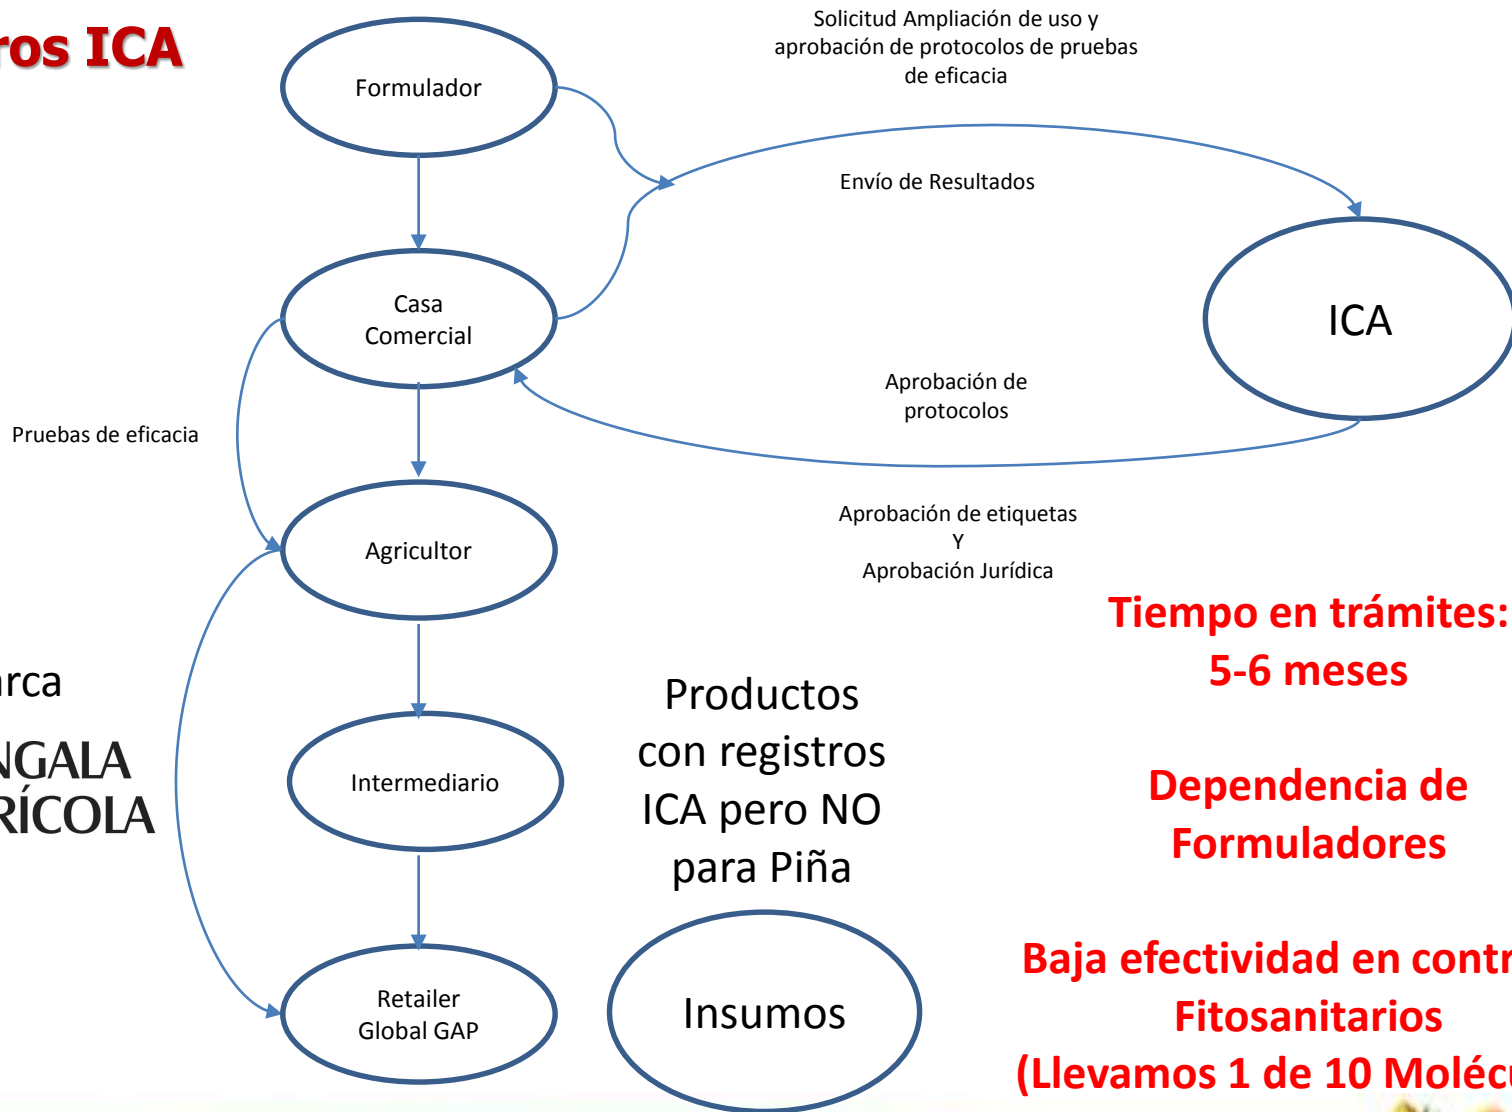 ros ICA
Solicitud Ampliación de uso y
aprobación de protocolos de pruebas
de eficacia
Formulador
Envío de Resultados
Casa
Comercial
ICA
Aprobación de
protocolos
Pruebas de eficacia
Aprobación de etiquetas
Y
Aprobación Jurídica
Agricultor
Tiempo en trámites:
5-6 meses
arca
NGALA
RÍCOLA
Productos
con registros
ICA pero NO
para Piña
Intermediario
Dependencia de
Formuladores
Retailer
Global GAP
Insumos
Baja efectividad en contr
Fitosanitarios
(Llevamos 1 de 10 Moléc